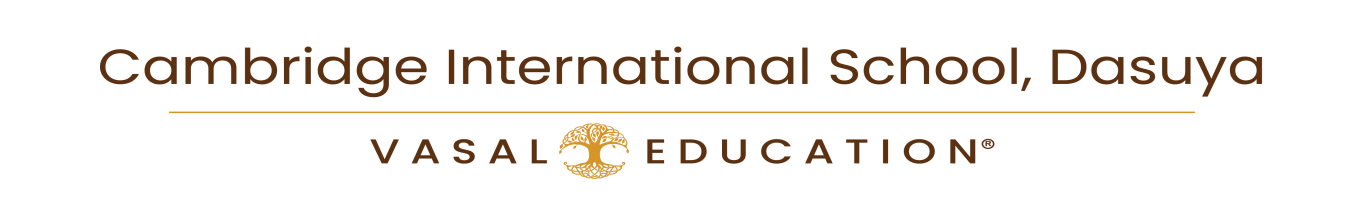 Cambridge International School, Dasuya
VASAL EDUCATION®